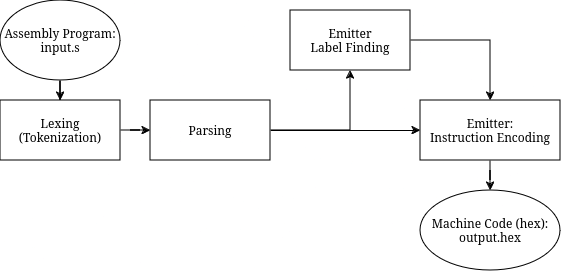 Assembly Program:
input.s
Lexing
(Tokenization)
Parsing
Emitter
Label Finding
Emitter:
Instruction Encoding
Machine Code (hex):
output.hex